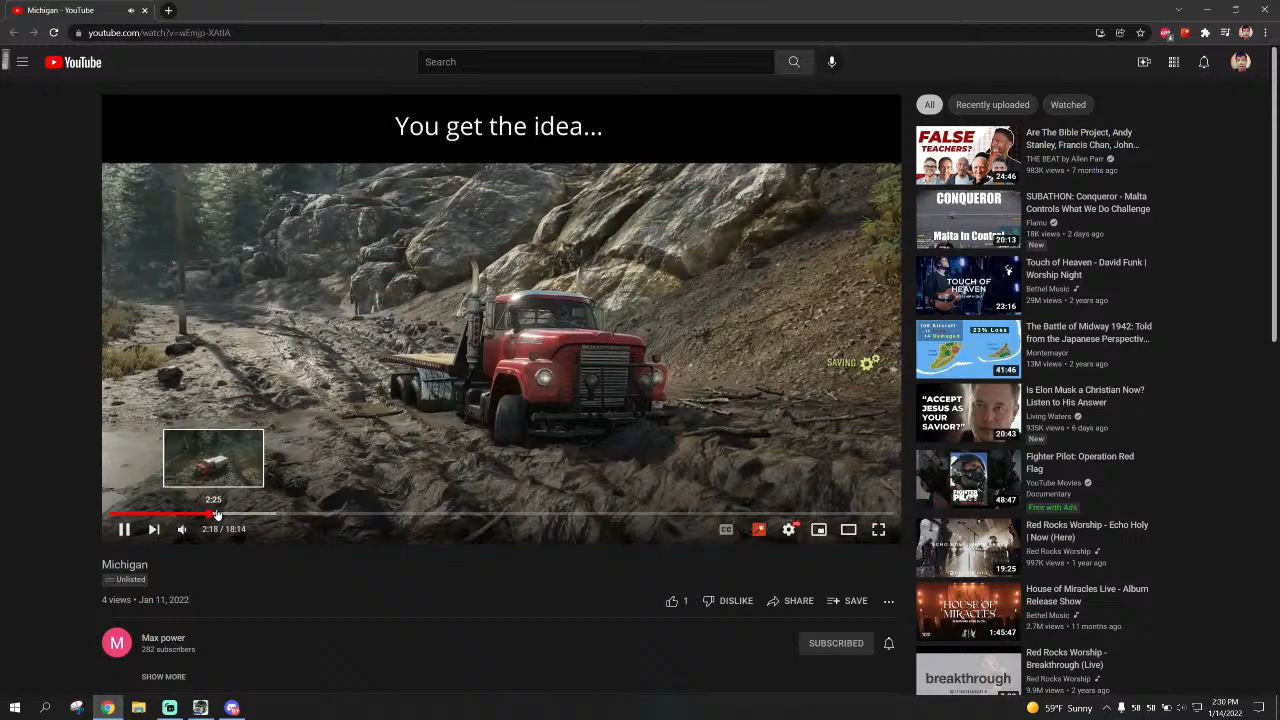 Michigan - YouTube
youtube.com/watch?v=wEmjp-XAtlA
YouTube
Search
You get the idea...
SAVING
2:25
2:18 / 18:14
CC
HD
Michigan
Unlisted
4 views • Jan 11, 2022
1
DISLIKE
SHARE
SAVE
M
Max power
282 subscribers
SUBSCRIBED
SHOW MORE
All
Recently uploaded
Watched
FALSE
TEACHERS?
24:46
Are The Bible Project, Andy
Stanley, Francis Chan, John...
THE BEAT by Allen Parr
983K views • 7 months ago
CONQUEROR
Malta In Control
20:13
SUBATHON: Conqueror - Malta
Controls What We Do Challenge
Flamu
18K views • 2 days ago
New
TOUCH OF
HEAVEN
23:16
Touch of Heaven - David Funk |
Worship Night
Bethel Music
29M views • 2 years ago
23% Loss
41:46
The Battle of Midway 1942: Told
from the Japanese Perspectiv...
Montemayor
13M views • 2 years ago
"ACCEPT
JESUS AS
YOUR
SAVIOR?"
20:43
Is Elon Musk a Christian Now?
Listen to His Answer
Living Waters
935K views • 6 days ago
New
FIGHTER
PILOT
48:47
Fighter Pilot: Operation Red
Flag
YouTube Movies
Documentary
Free with Ads
19:25
Red Rocks Worship - Echo Holy
| Now (Here)
Red Rocks Worship
997K views • 1 year ago
HOUSE OF
MIRACLES
1:45:47
House of Miracles Live - Album
Release Show
Bethel Music
2.7M views • 11 months ago
breakthrough
Red Rocks Worship -
Breakthrough (Live)
Red Rocks Worship
9.9M views • 2 years ago
59°F Sunny
58
50
2:30 PM
1/14/2022